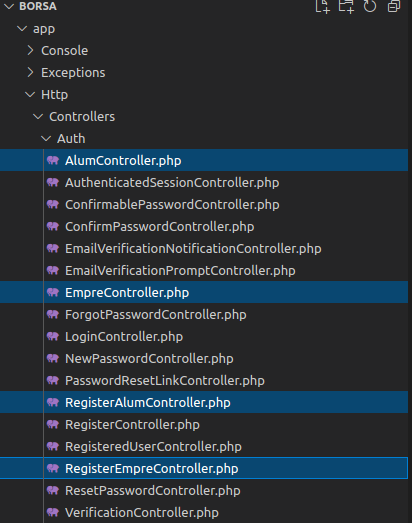 BORSA
app
Console
Exceptions
Http
Controllers
Auth
AlumController.php
AuthenticatedSessionController.php
ConfirmablePasswordController.php
ConfirmPasswordController.php
EmailVerificationNotificationController.php
EmailVerificationPromptController.php
EmpreController.php
ForgotPasswordController.php
LoginController.php
NewPasswordController.php
PasswordResetLinkController.php
RegisterAlumController.php
RegisterController.php
RegisteredUserController.php
RegisterEmpreController.php
ResetPasswordController.php
VerificationController.php